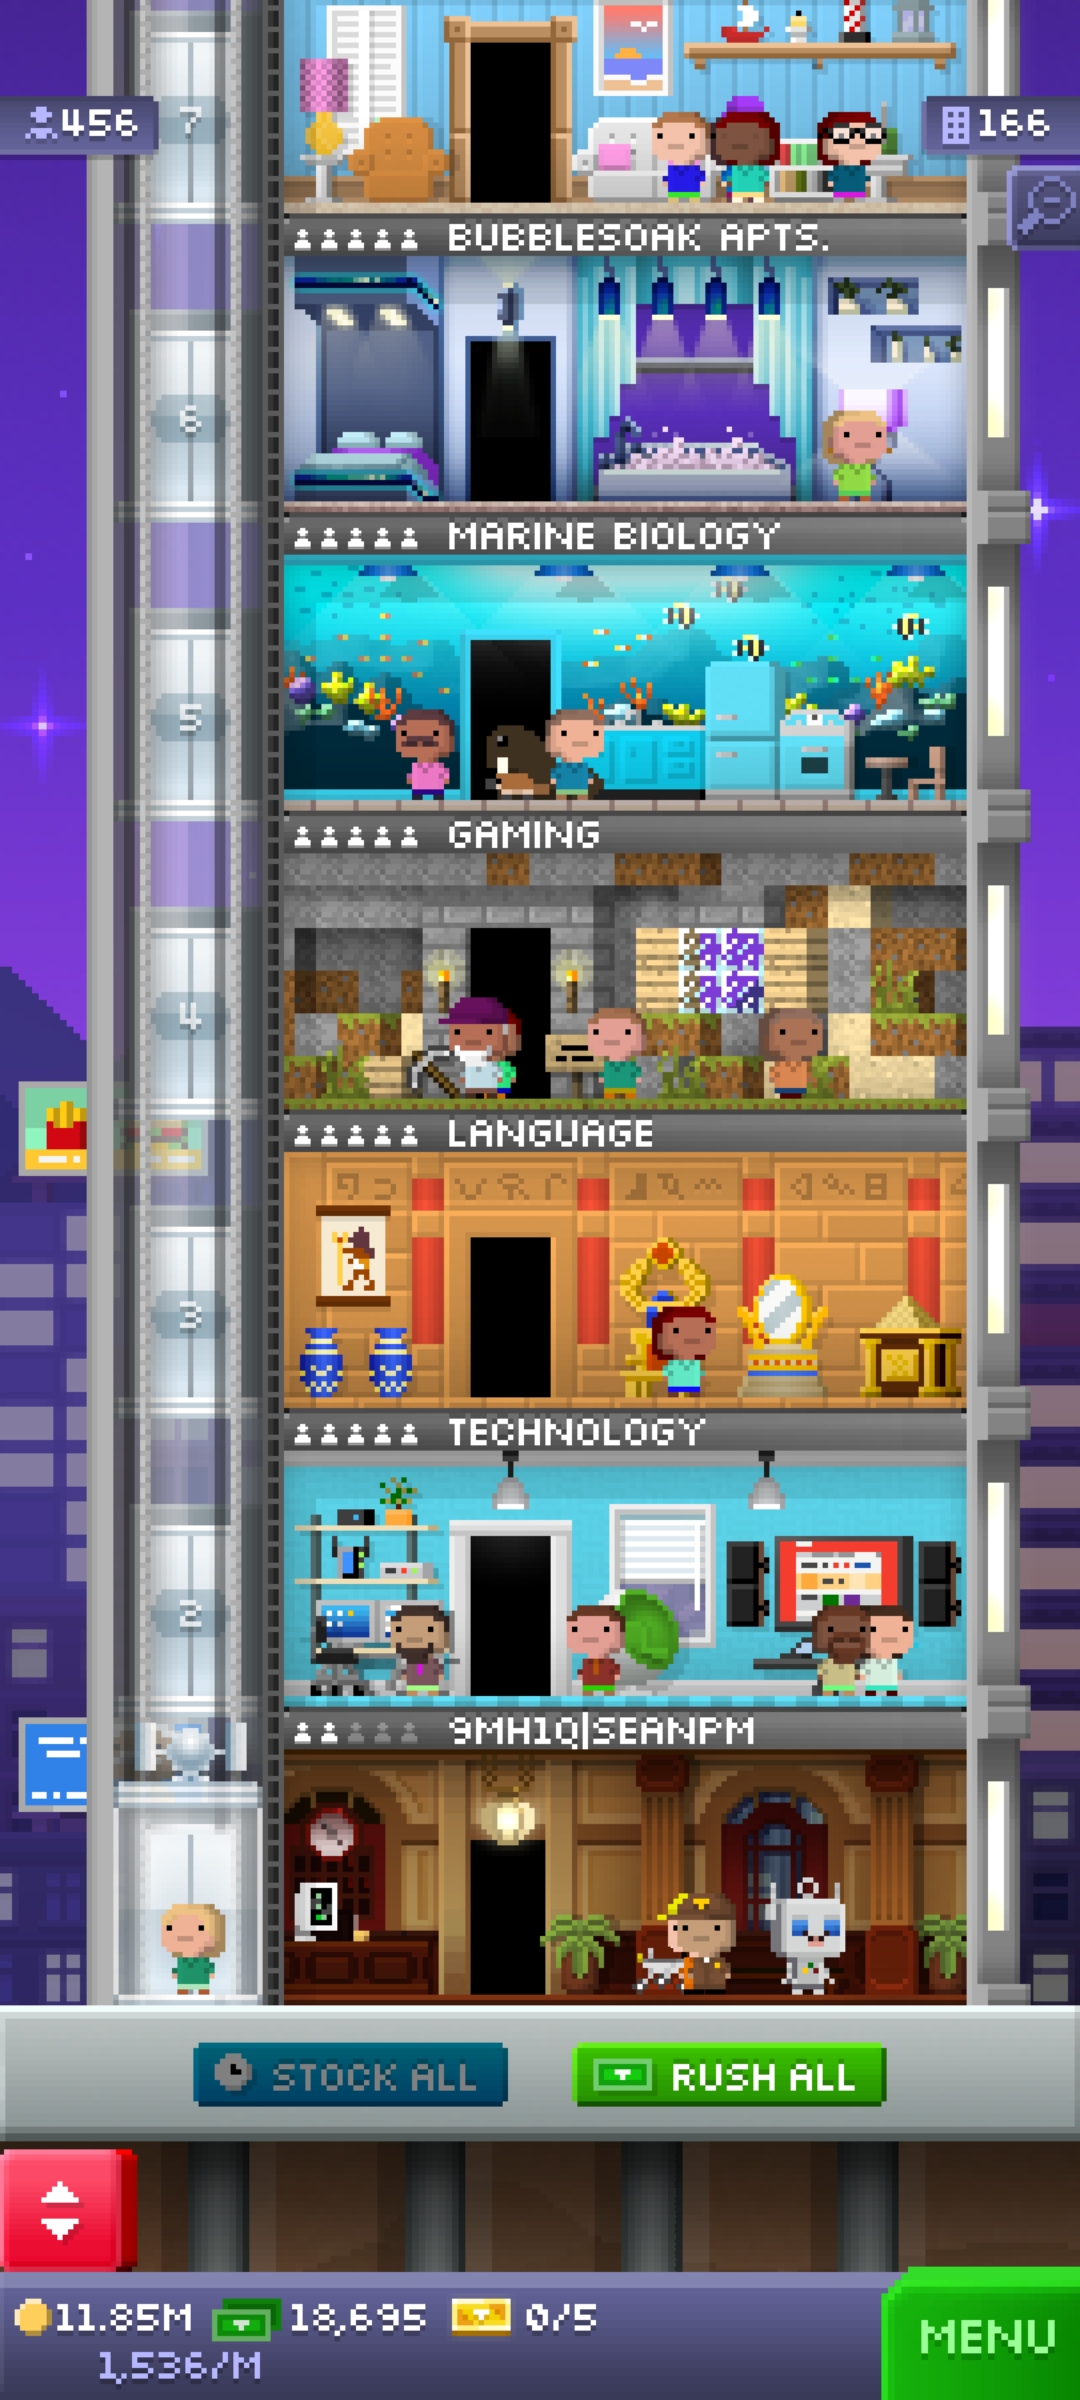 456
7
166
BUBBLESOAK APTS.
6
MARINE BIOLOGY
5
GAMING
4
LANGUAGE
3
TECHNOLOGY
2
9MH1Q|SEANPM
STOCK ALL
RUSH ALL
11.85M
18,695
0/5
1,536/M
MENU